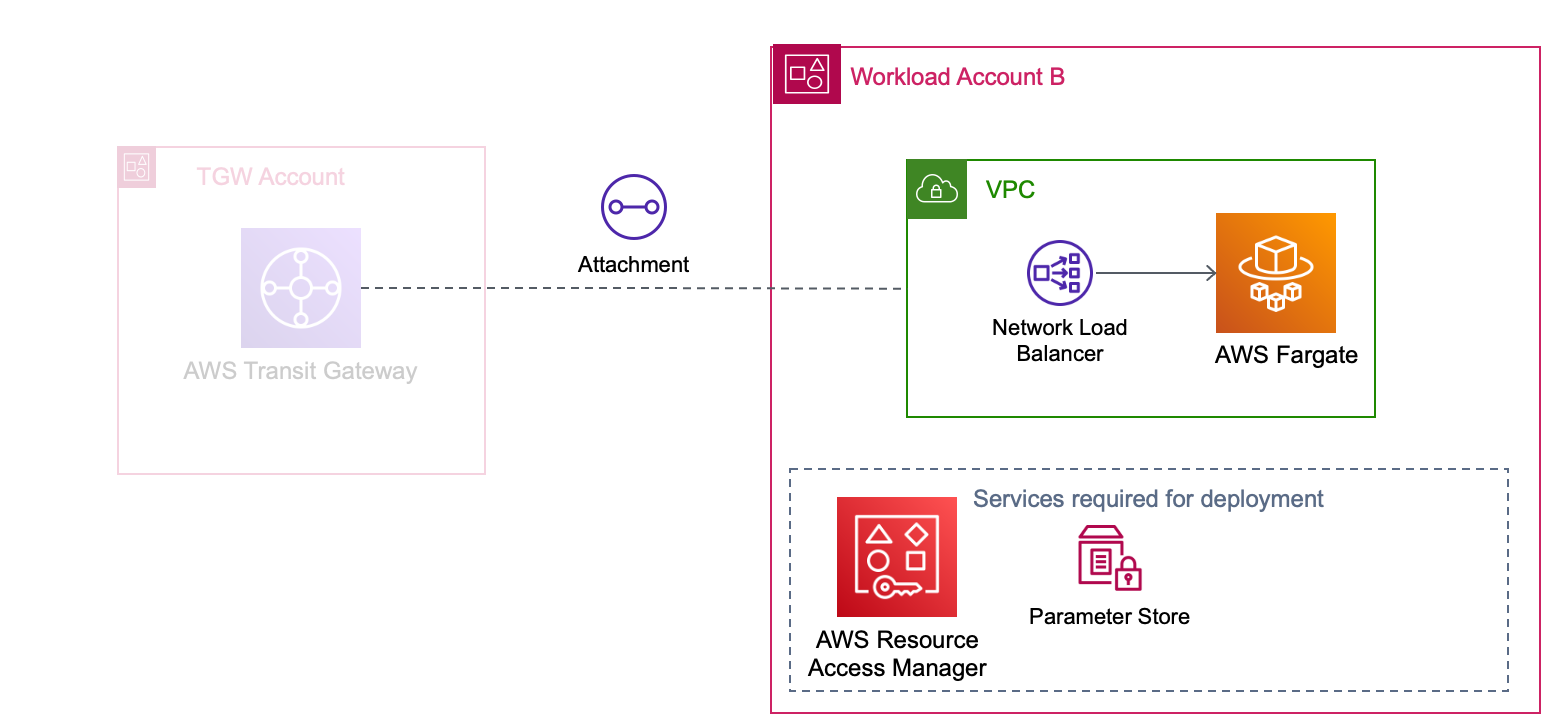 Workload Account B
TGW Account
AWS Transit Gateway
Attachment
VPC
Network Load
Balancer
AWS Fargate
Services required for deployment
AWS Resource
Access Manager
Parameter Store